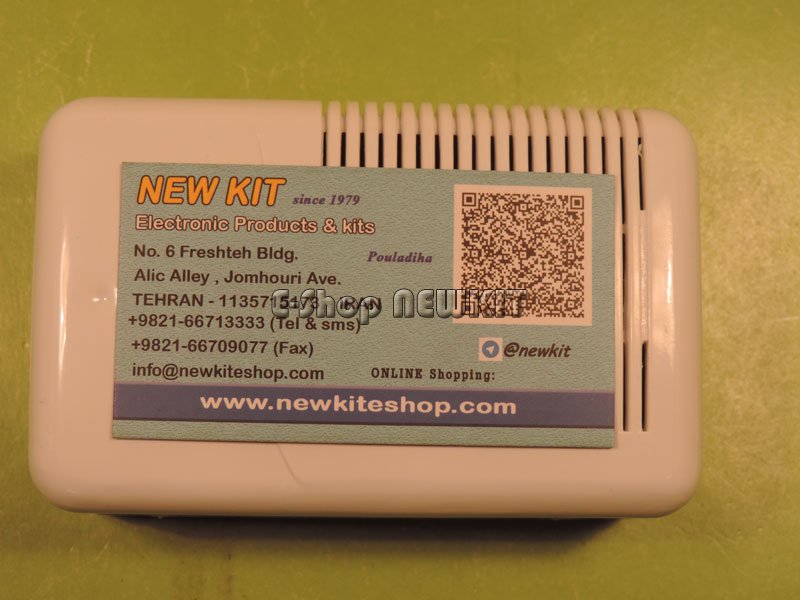 NEW KIT since 1979
Electronic Products & kits
No. 6 Freshteh Bldg.
Pouladiha
Alic Alley , Jomhouri Ave.
TEHRAN - 1135715173 IRAN
E-Shop NEWKIT
+9821-66713333 (Tel & sms)
+9821-66709077 (Fax)
@newkit
info@newkiteshop.com
ONLINE Shopping:
www.newkiteshop.com